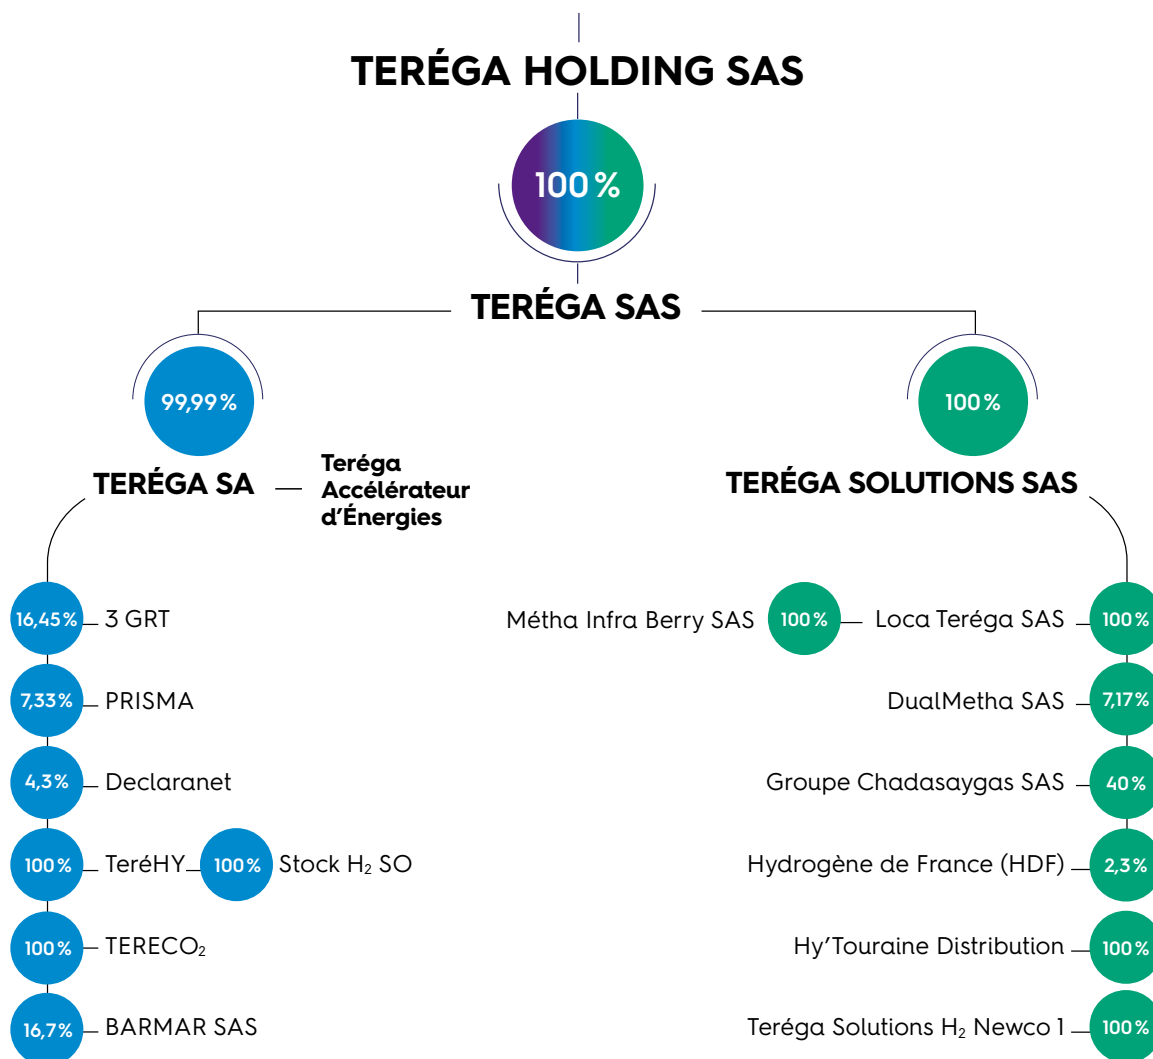 TERÉGA HOLDING SAS
100 %
TERÉGA SAS
99,99 %
100 %
TERÉGA SA
Teréga
Accélérateur
d'Énergies
TERÉGA SOLUTIONS SAS
16,45 %
3 GRT
7,33 %
PRISMA
4,3 %
Declaranet
100 %
TeréHY
100 %
Stock H₂ SO
100 %
TERECO₂
16,7 %
BARMAR SAS
Métha Infra Berry SAS
100 %
Loca Teréga SAS
100 %
DualMetha SAS
7,17 %
Groupe Chadasaygas SAS
40 %
Hydrogène de France (HDF)
2,3 %
Hy'Touraine Distribution
100 %
Teréga Solutions H₂ Newco 1
100 %